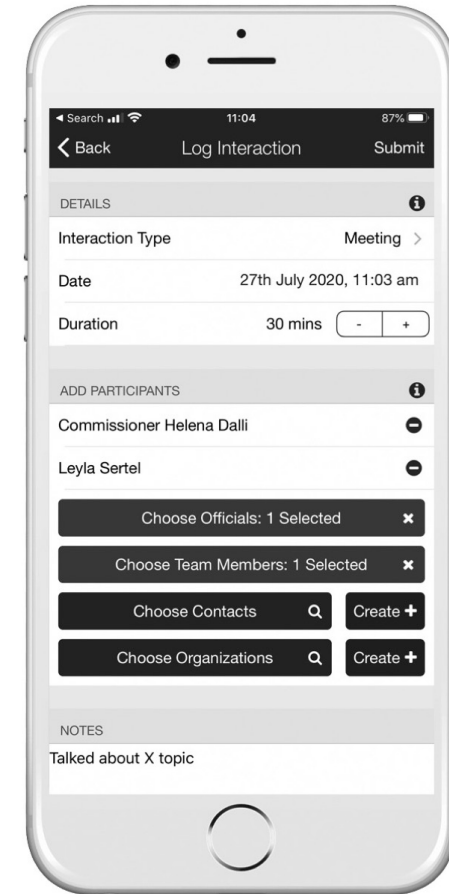 Search 11:04 87%
Back Log Interaction Submit
DETAILS
Interaction Type Meeting >
Date 27th July 2020, 11:03 am
Duration 30 mins - +
ADD PARTICIPANTS
Commissioner Helena Dalli
Leyla Sertel
Choose Officials: 1 Selected
Choose Team Members: 1 Selected
Choose Contacts Create +
Choose Organizations Create +
NOTES
Talked about X topic